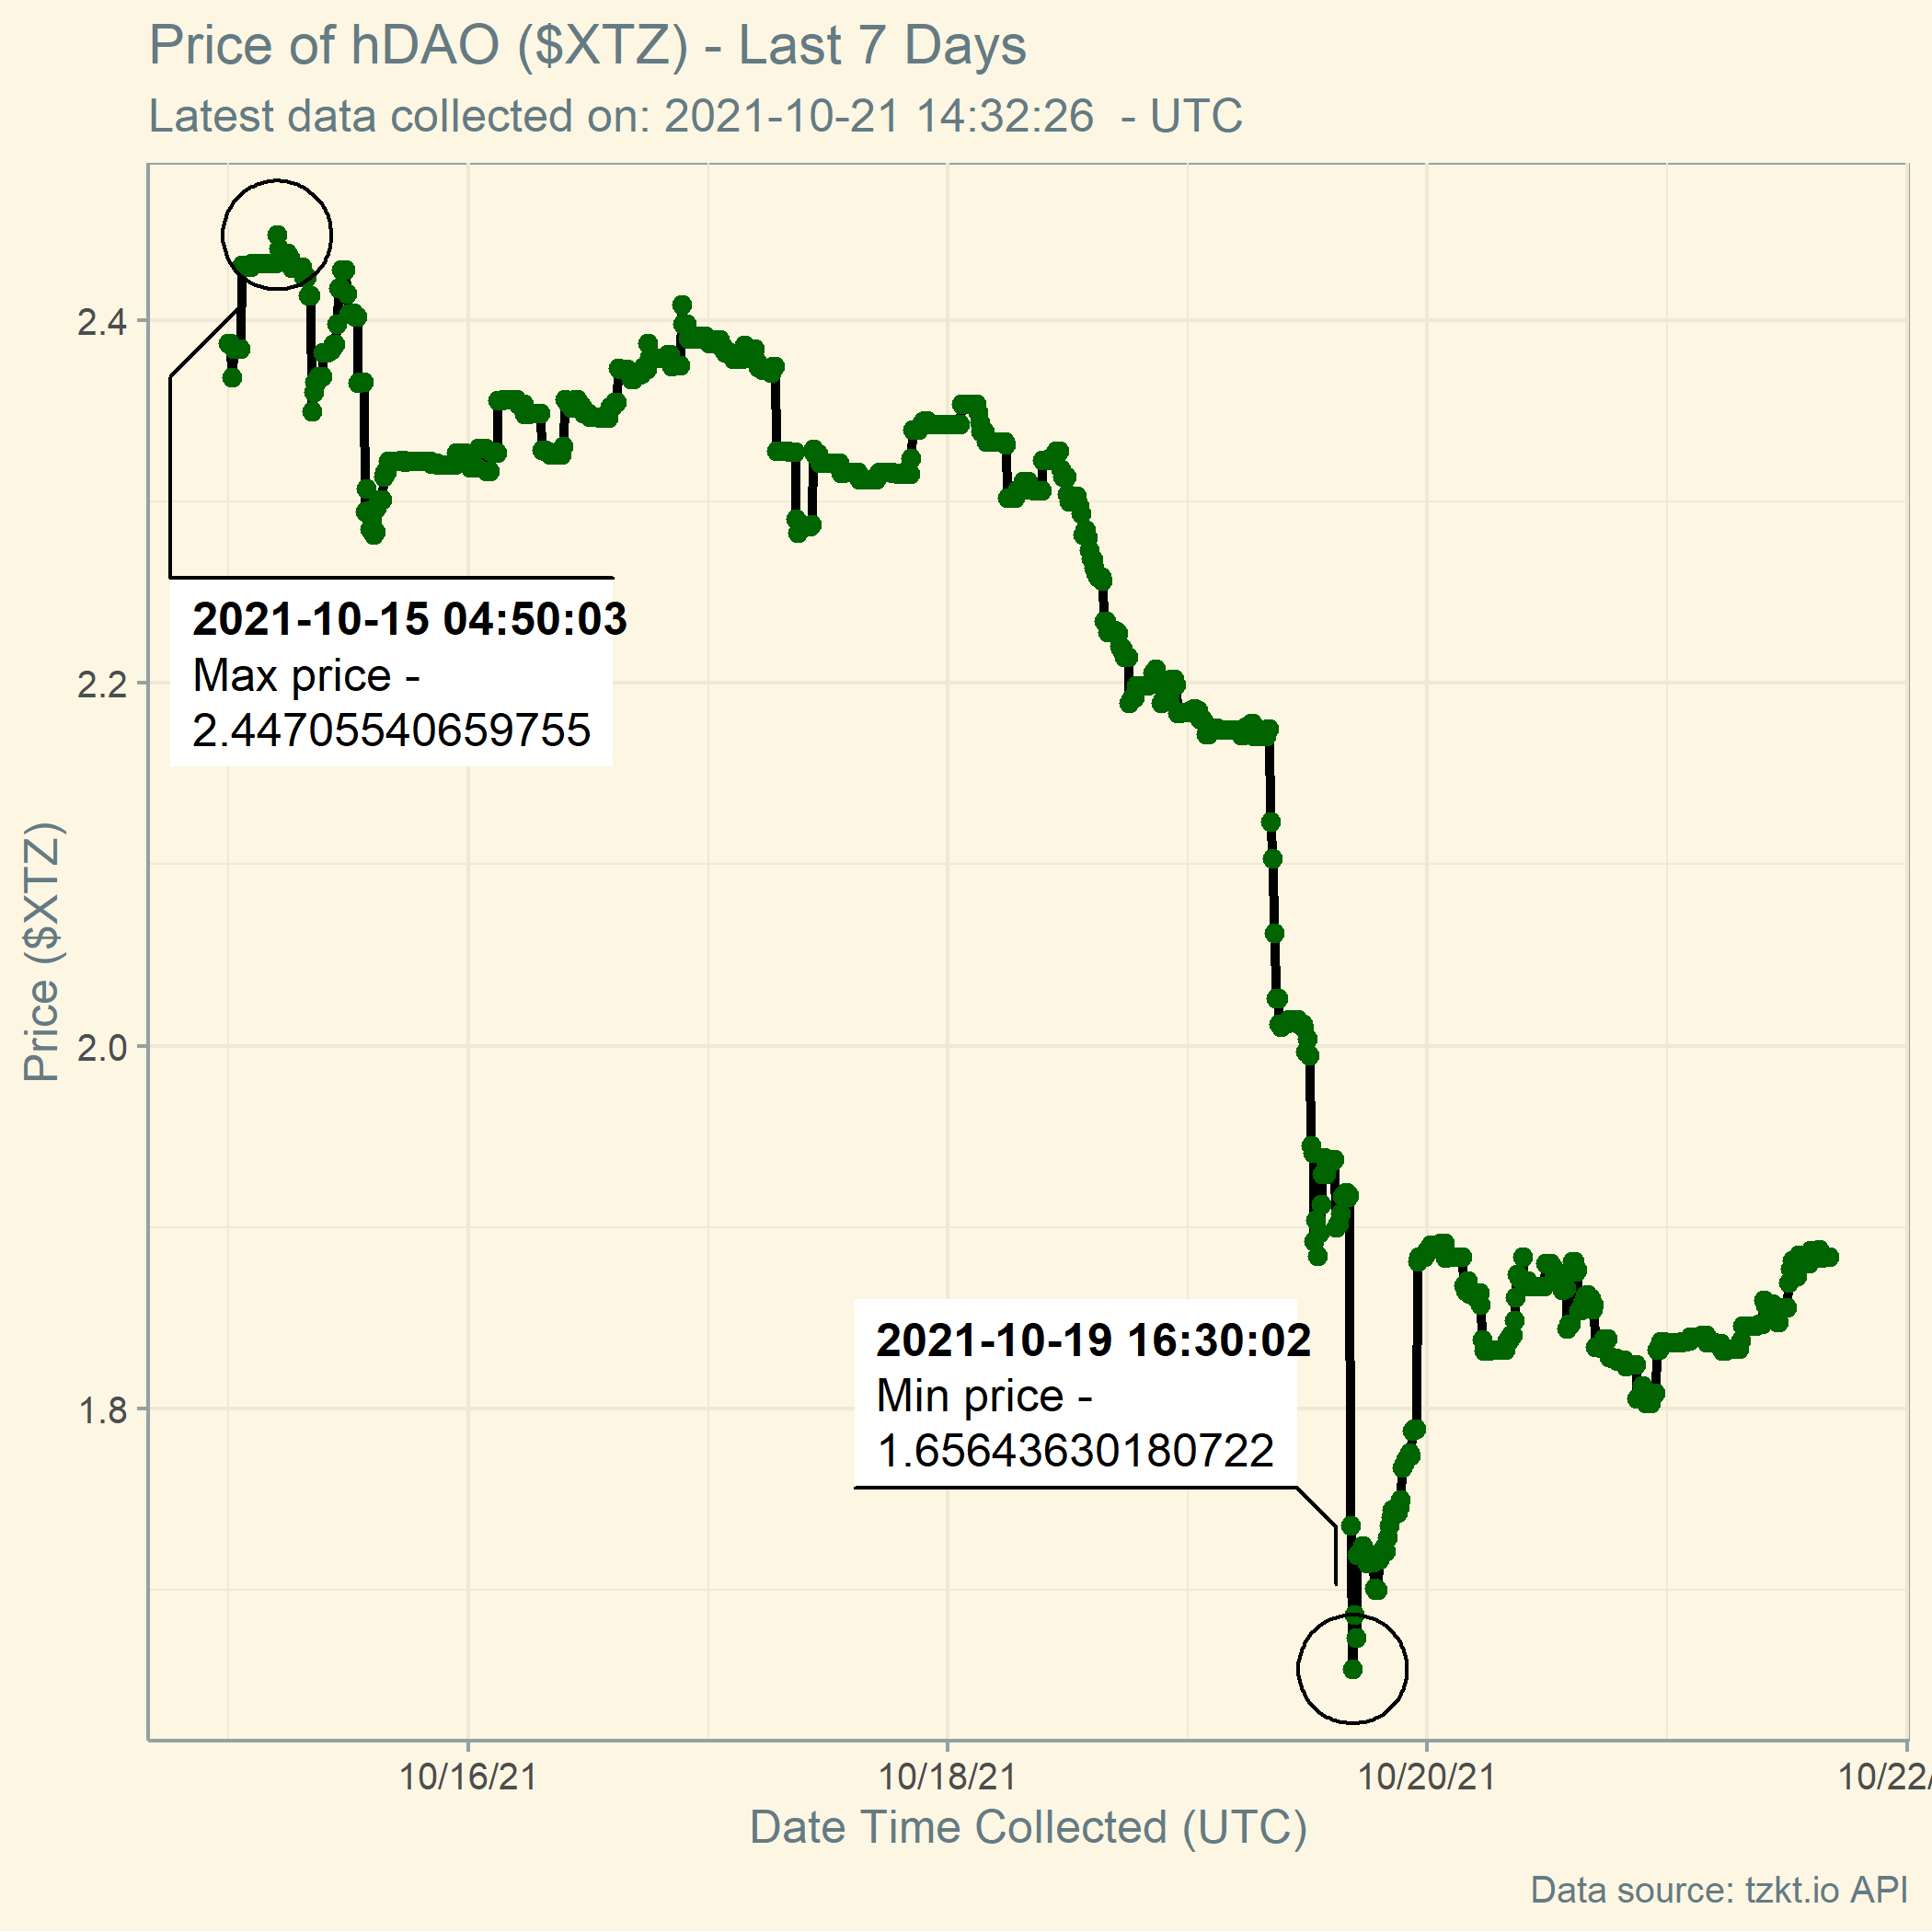 Price of hDAO ($XTZ) - Last 7 Days
Latest data collected on: 2021-10-21 14:32:26  - UTC
Price ($XTZ)
2.4
2.2
2.0
1.8
2021-10-15 04:50:03
Max price -
2.44705540659755
2021-10-19 16:30:02
Min price -
1.65643630180722
10/16/21
10/18/21
10/20/21
10/22/
Date Time Collected (UTC)
Data source: tzkt.io API